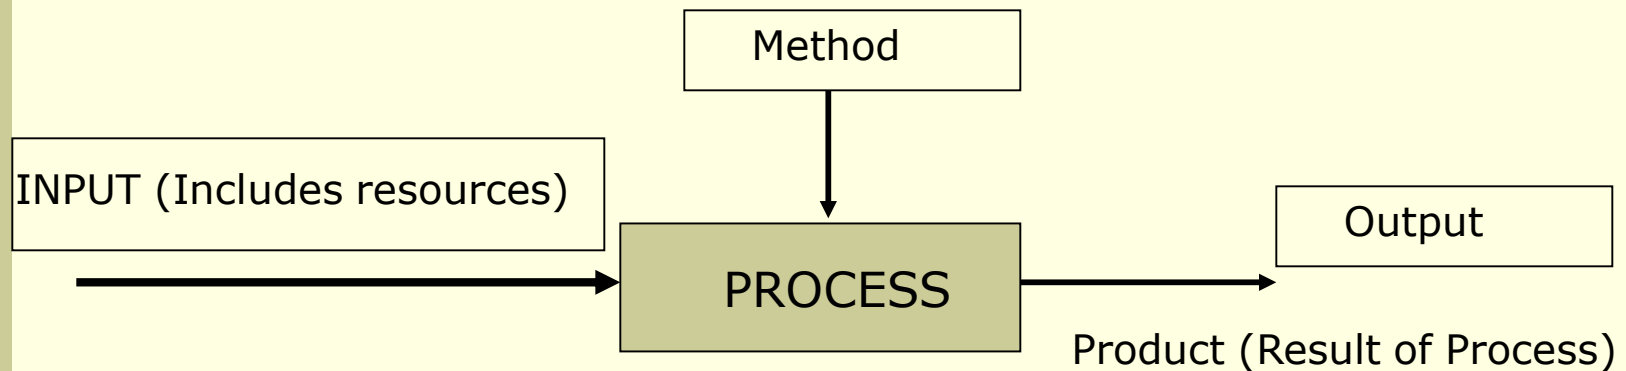 Method
INPUT (Includes resources)
Output
PROCESS
Product (Result of Process)